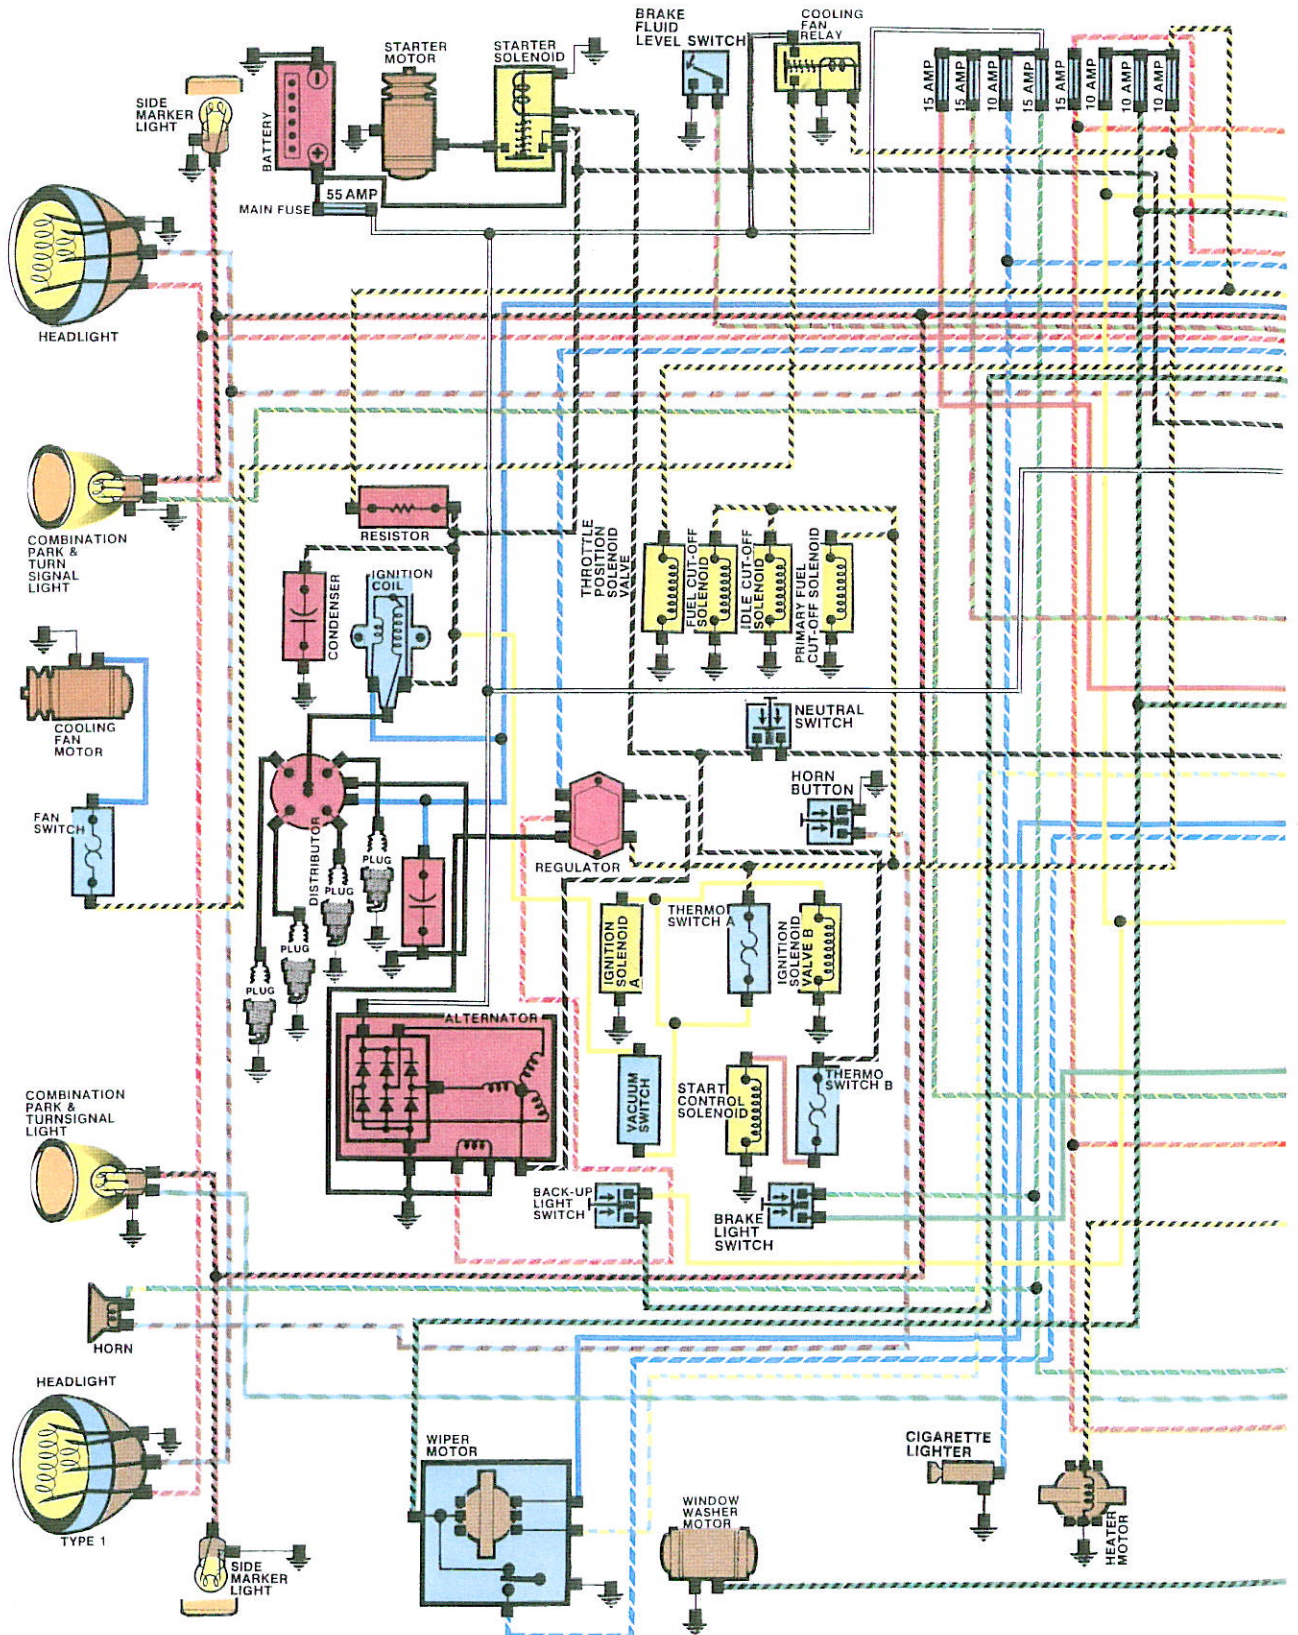 BRAKE
FLUID
LEVEL SWITCH
COOLING
FAN
RELAY
STARTER
MOTOR
STARTER
SOLENOID
SIDE
MARKER
LIGHT
BATTERY
15 AMP
15 AMP
10 AMP
15 AMP
15 AMP
10 AMP
10 AMP
10 AMP
55 AMP
MAIN FUSE
HEADLIGHT
COMBINATION
PARK &
TURN
SIGNAL
LIGHT
RESISTOR
CONDENSER
IGNITION
COIL
THROTTLE
POSITION
SOLENOID
VALVE
FUEL CUT-OFF
SOLENOID
IDLE CUT-OFF
SOLENOID
PRIMARY FUEL
CUT-OFF SOLENOID
COOLING
FAN
MOTOR
NEUTRAL
SWITCH
HORN
BUTTON
FAN
SWITCH
DISTRIBUTOR
PLUG
PLUG
PLUG
PLUG
REGULATOR
IGNITION
SOLENOID
A
THERMO
SWITCH A
IGNITION
SOLENOID
VALVE B
ALTERNATOR
VACUUM
SWITCH
START
CONTROL
SOLENOID
THERMO
SWITCH B
COMBINATION
PARK &
TURNSIGNAL
LIGHT
BACK-UP
LIGHT
SWITCH
BRAKE
LIGHT
SWITCH
HORN
HEADLIGHT
TYPE 1
WIPER
MOTOR
CIGARETTE
LIGHTER
WINDOW
WASHER
MOTOR
HEATER
MOTOR
SIDE
MARKER
LIGHT